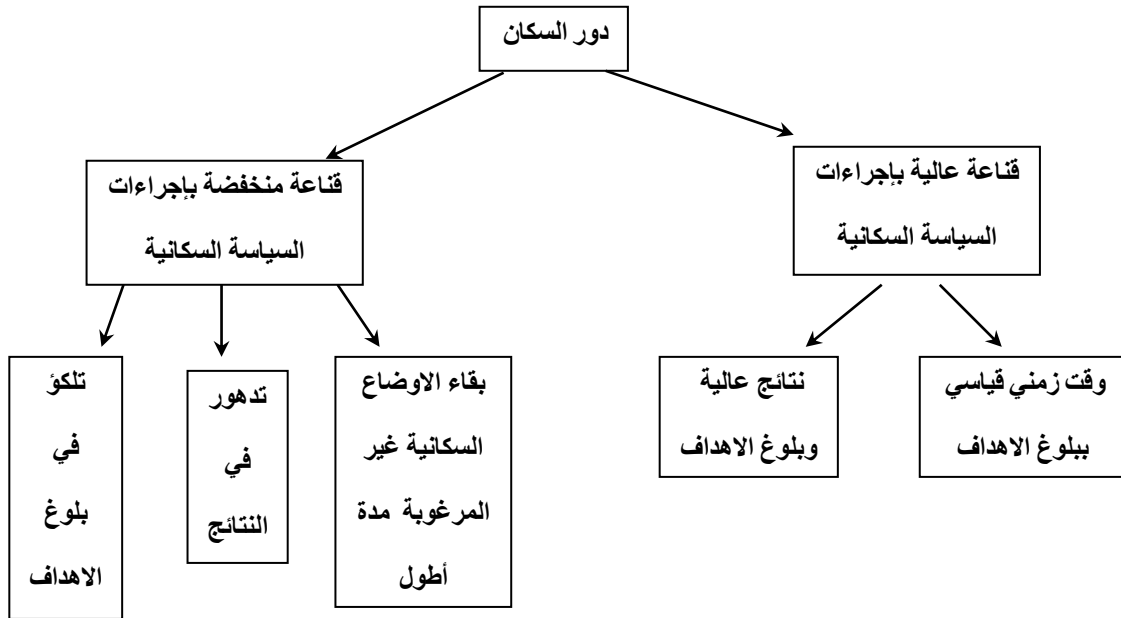 دور السكان
قناعة عالية بإجراءات
السياسة السكانية
قناعة منخفضة بإجراءات
السياسة السكانية
وقت زمني قياسي
ببلوغ الاهداف
نتائج عالية
وبلوغ الاهداف
بقاء الاوضاع
السكانية غير
المرغوبة مدة
أطول
تدهور
في
النتائج
تلكؤ
في
بلوغ
الاهداف